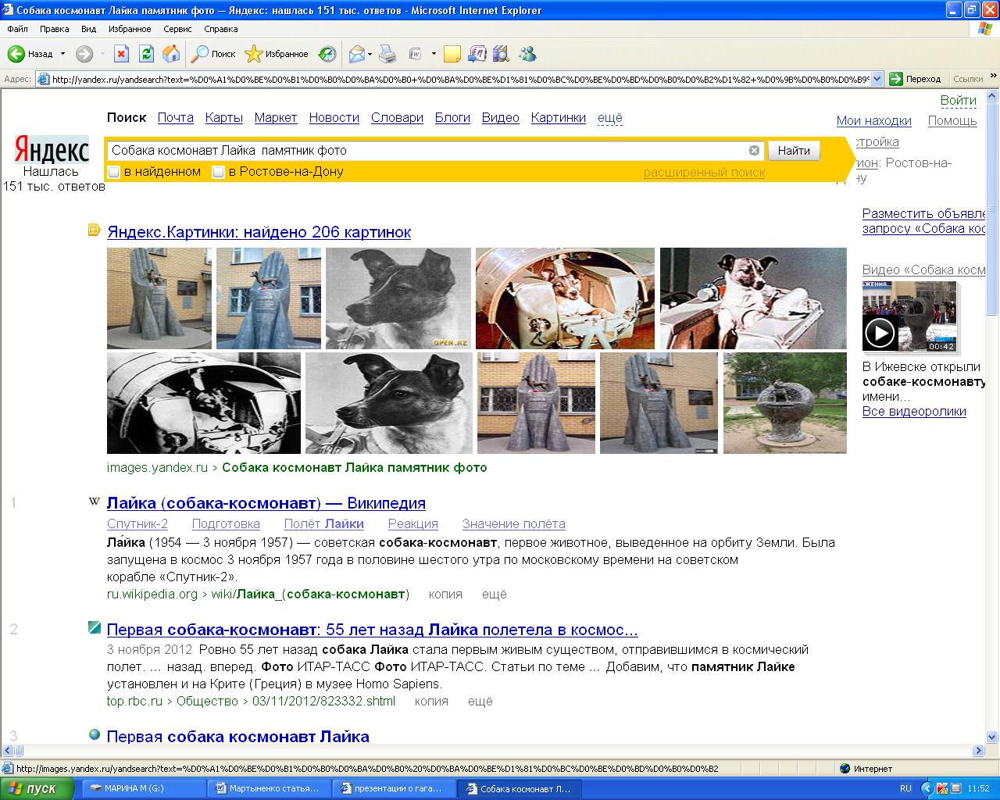 Собака космонавт Лайка памятник фото — Яндекс: нашлась 151 тыс. ответов - Microsoft Internet Explorer
Файл Правка Вид Избранное Сервис Справка
Назад Поиск Избранное
Адрес: http://yandex.ru/yandsearch?text=%D0%A1%D0%BE%D0%B1%D0%B0%D0%BA%D0%B0+%D0%BA%D0%BE%D1%81%D0%BC%D0%BE%D0%BD%D0%B0%D0%B2%D1%82+%D0%9B%D0%B0%D0%B9% Переход Ссылки »
Войти
Поиск Почта Карты Маркет Новости Словари Блоги Видео Картинки ещё
Мои находки Помощь
Яндекс
Собака космонавт Лайка памятник фото Найти
стройка
Нашлась
151 тыс. ответов
в найденном в Ростове-на-Дону расширенный поиск
ион: Ростов-на-
ну
Разместить объявле
запросу «Собака кос
Яндекс.Картинки: найдено 206 картинок
OPEN.AZ
Видео «Собака косм
БЖЕНИЯ...
00:42
В Ижевске открыли
собаке-космонавту
имени...
Все видеоролики
images.yandex.ru › Собака космонавт Лайка памятник фото
1
W Лайка (собака-космонавт) — Википедия
Спутник-2 Подготовка Полёт Лайки Реакция Значение полёта
Ла́йка (1954 — 3 ноября 1957) — советская собака-космонавт, первое животное, выведенное на орбиту Земли. Была
запущена в космос 3 ноября 1957 года в половине шестого утра по московскому времени на советском
корабле «Спутник-2».
ru.wikipedia.org › wiki/Лайка_(собака-космонавт) копия ещё
2
Первая собака-космонавт: 55 лет назад Лайка полетела в космос...
3 ноября 2012 Ровно 55 лет назад собака Лайка стала первым живым существом, отправившимся в космический
полет. ... назад. вперед. Фото ИТАР-ТАСС Фото ИТАР-ТАСС. Статьи по теме ... Добавим, что памятник Лайке
установлен и на Крите (Греция) в музее Homo Sapiens.
top.rbc.ru › Общество › 03/11/2012/823332.shtml копия ещё
3
Первая собака космонавт Лайка
http://images.yandex.ru/yandsearch?text=%D0%A1%D0%BE%D0%B1%D0%B0%D0%BA%D0%B0%20%D0%BA%D0%BE%D1%81%D0%BC%D0%BE%D0%BD%D0%B0%D0%B2 Интернет
пуск МАРИНА М (G:) Мартыненко статья... презентации о гага... Собака космонавт Л... RU 11:52